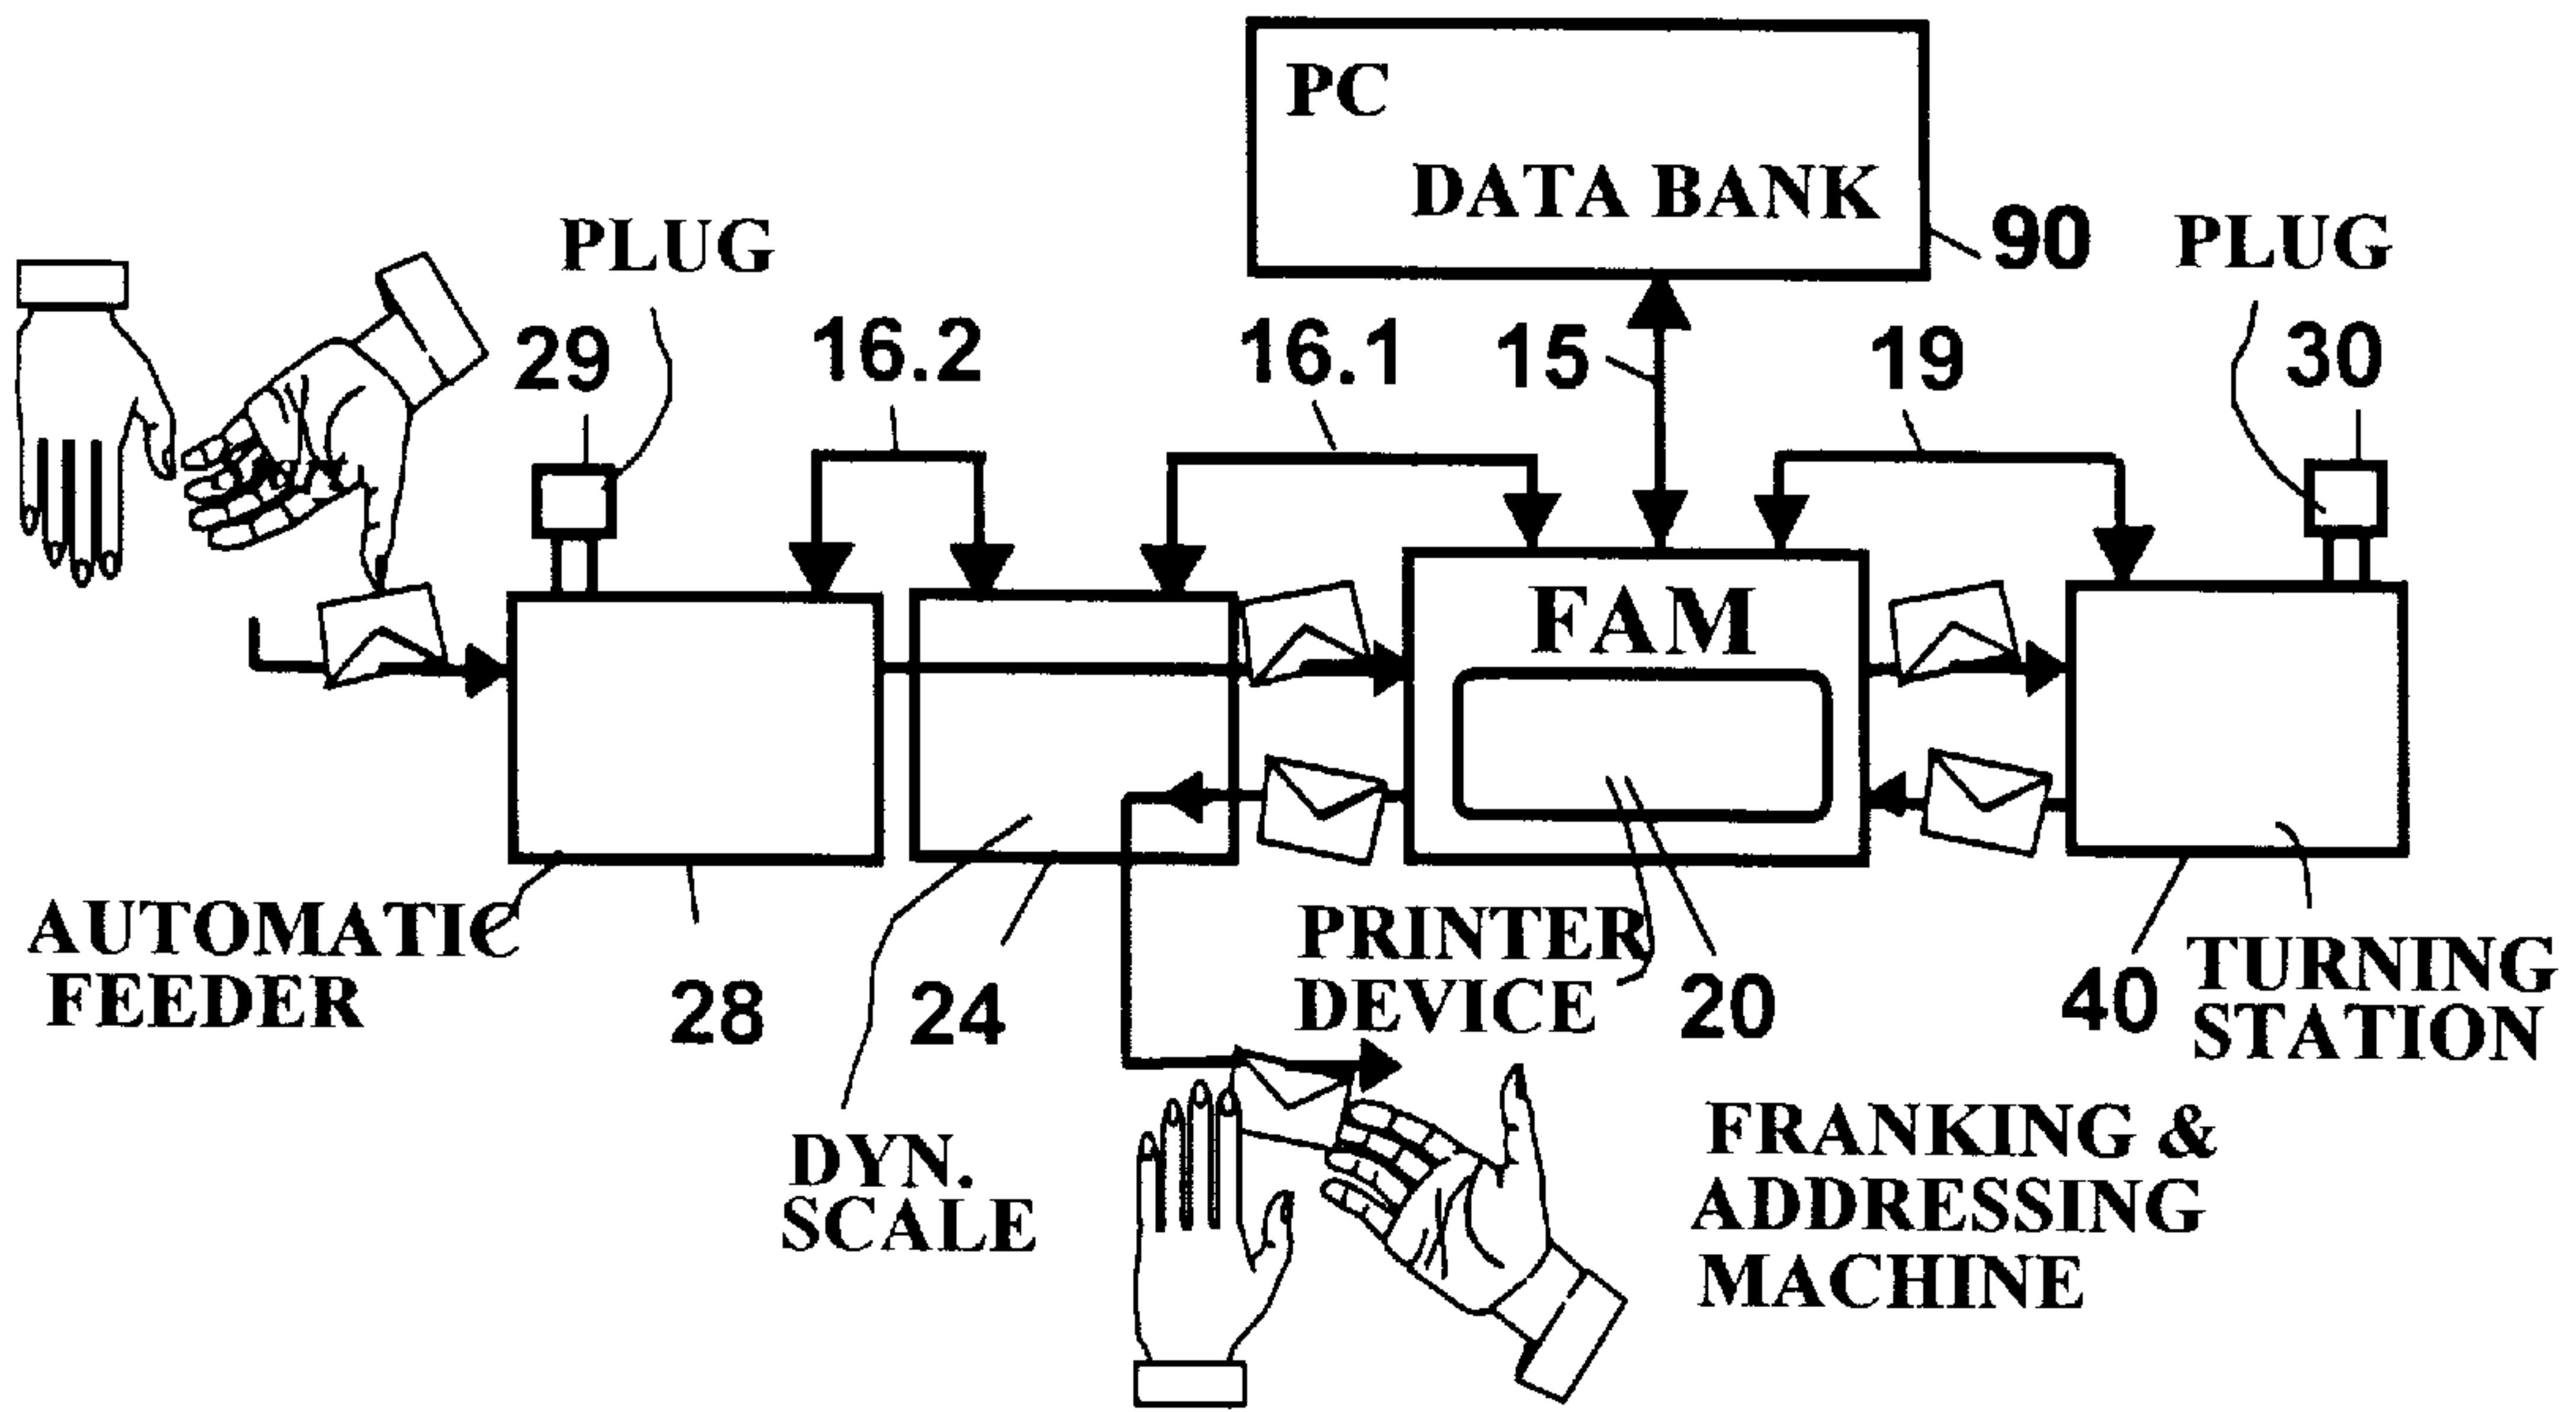 PC
DATA BANK
90
PLUG
PLUG
29
16.2
16.1
15
19
30
FAM
AUTOMATIC
FEEDER
28
24
PRINTER
DEVICE
20
40
TURNING
STATION
DYN.
SCALE
FRANKING &
ADDRESSING
MACHINE